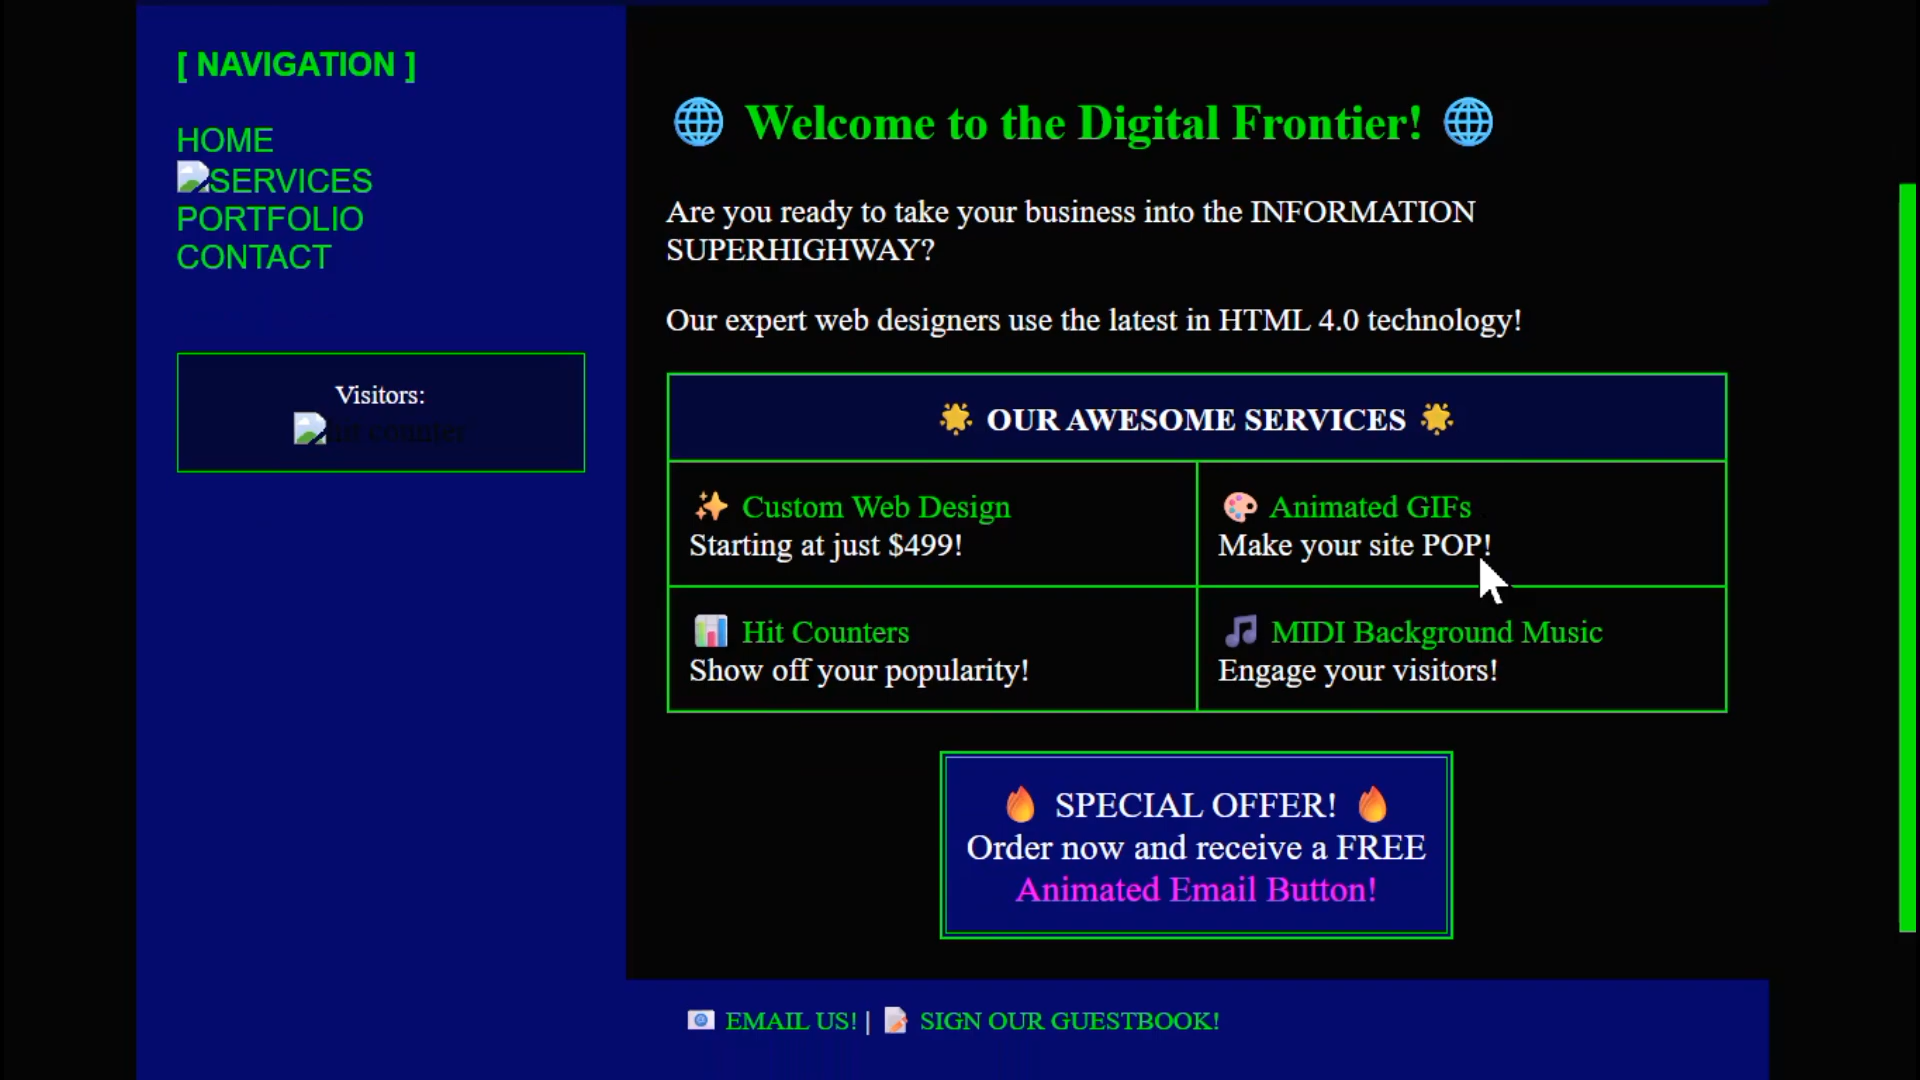 [ NAVIGATION ]
HOME
SERVICES
PORTFOLIO
CONTACT
Visitors:
counter
Welcome to the Digital Frontier!
Are you ready to take your business into the INFORMATION
SUPERHIGHWAY?
Our expert web designers use the latest in HTML 4.0 technology!
OUR AWESOME SERVICES
Custom Web Design
Starting at just $499!
Animated GIFs
Make your site POP!
Hit Counters
Show off your popularity!
MIDI Background Music
Engage your visitors!
SPECIAL OFFER!
Order now and receive a FREE
Animated Email Button!
EMAIL US! | SIGN OUR GUESTBOOK!